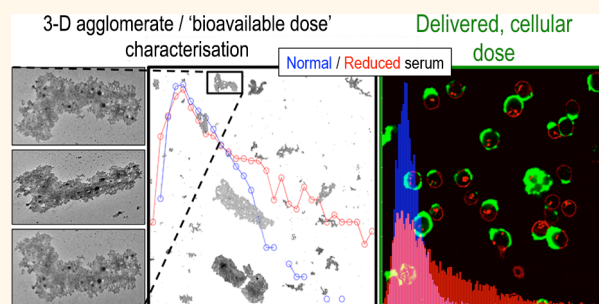 3-D agglomerate / 'bioavailable dose'
characterisation
Delivered, cellular
dose
Normal / Reduced serum